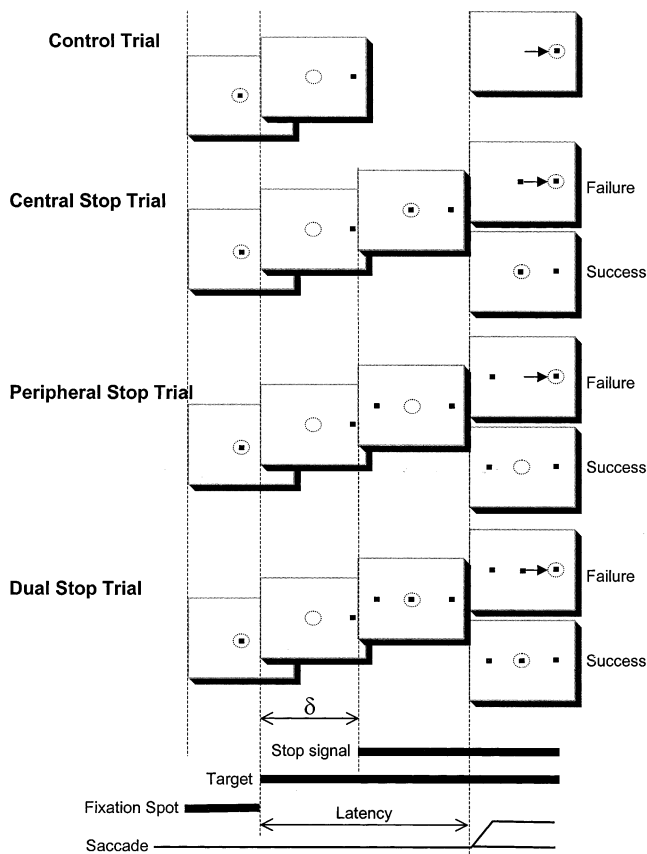 Control Trial
Central Stop Trial
Failure
Success
Peripheral Stop Trial
Failure
Success
Dual Stop Trial
Failure
Success
δ
Stop signal
Target
Fixation Spot
Latency
Saccade